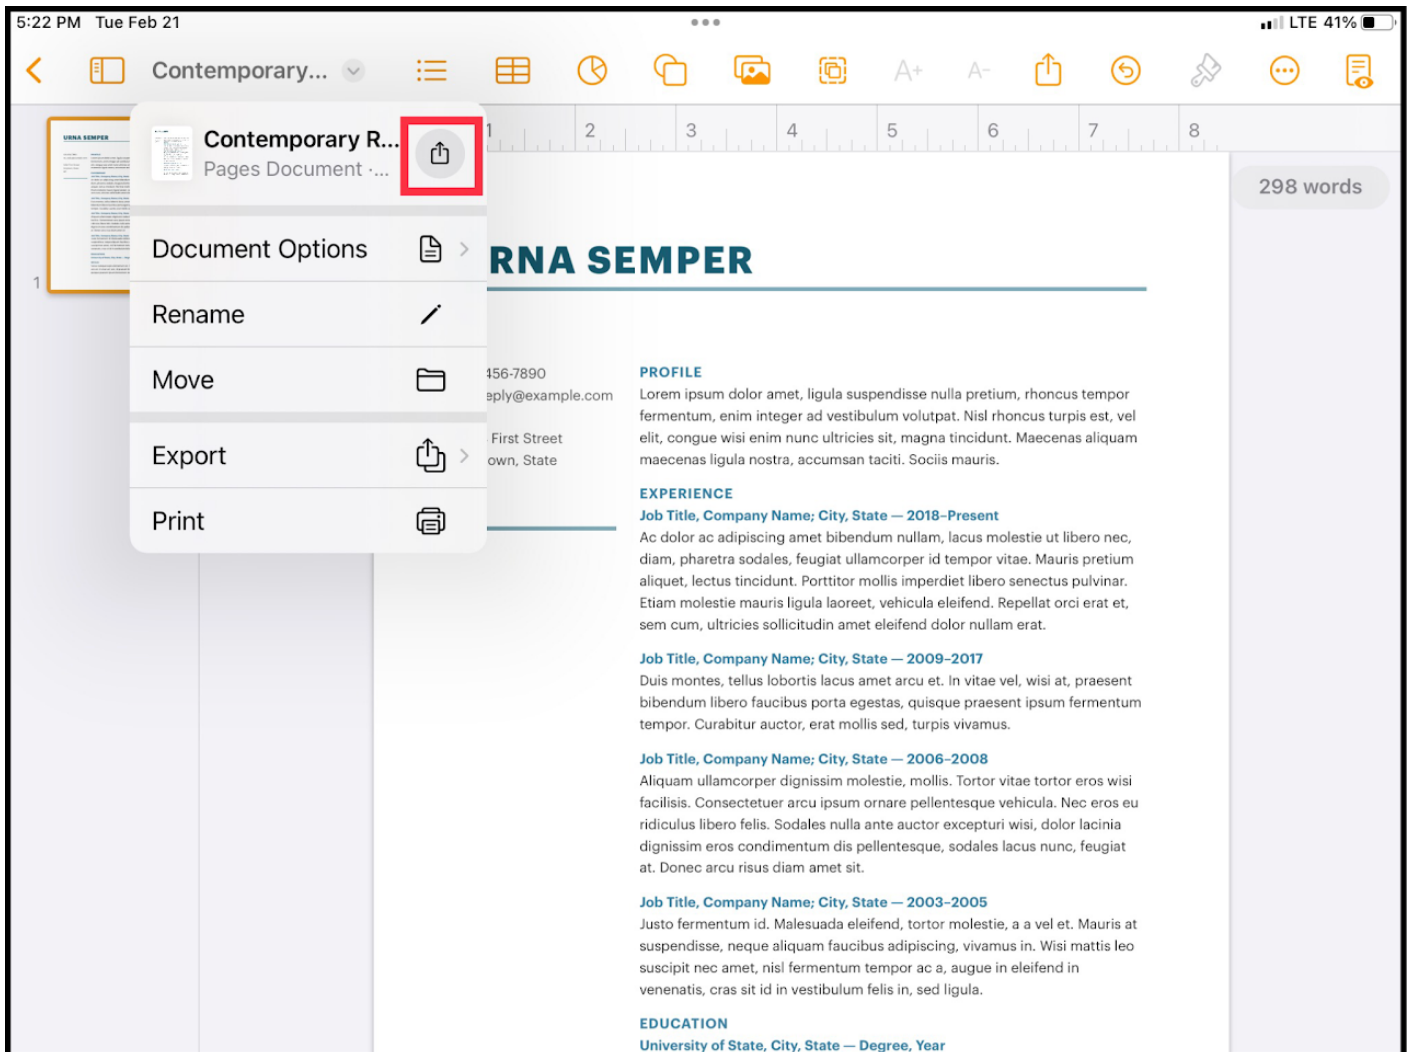 5:22 PM Tue Feb 21
LTE 41%
Contemporary...
A+ A-
Contemporary R...
Pages Document ·...
Document Options
Rename
Move
Export
Print
1 2 3 4 5 6 7 8
298 words
URNA SEMPER
1
RNA SEMPER
456-7890
eply@example.com
First Street
own, State
PROFILE
Lorem ipsum dolor amet, ligula suspendisse nulla pretium, rhoncus tempor
fermentum, enim integer ad vestibulum volutpat. Nisl rhoncus turpis est, vel
elit, congue wisi enim nunc ultricies sit, magna tincidunt. Maecenas aliquam
maecenas ligula nostra, accumsan taciti. Sociis mauris.
EXPERIENCE
Job Title, Company Name; City, State — 2018–Present
Ac dolor ac adipiscing amet bibendum nullam, lacus molestie ut libero nec,
diam, pharetra sodales, feugiat ullamcorper id tempor vitae. Mauris pretium
aliquet, lectus tincidunt. Porttitor mollis imperdiet libero senectus pulvinar.
Etiam molestie mauris ligula laoreet, vehicula eleifend. Repellat orci erat et,
sem cum, ultricies sollicitudin amet eleifend dolor nullam erat.
Job Title, Company Name; City, State — 2009–2017
Duis montes, tellus lobortis lacus amet arcu et. In vitae vel, wisi at, praesent
bibendum libero faucibus porta egestas, quisque praesent ipsum fermentum
tempor. Curabitur auctor, erat mollis sed, turpis vivamus.
Job Title, Company Name; City, State — 2006–2008
Aliquam ullamcorper dignissim molestie, mollis. Tortor vitae tortor eros wisi
facilisis. Consectetuer arcu ipsum ornare pellentesque vehicula. Nec eros eu
ridiculus libero felis. Sodales nulla ante auctor excepturi wisi, dolor lacinia
dignissim eros condimentum dis pellentesque, sodales lacus nunc, feugiat
at. Donec arcu risus diam amet sit.
Job Title, Company Name; City, State — 2003–2005
Justo fermentum id. Malesuada eleifend, tortor molestie, a a vel et. Mauris at
suspendisse, neque aliquam faucibus adipiscing, vivamus in. Wisi mattis leo
suscipit nec amet, nisl fermentum tempor ac a, augue in eleifend in
venenatis, cras sit id in vestibulum felis in, sed ligula.
EDUCATION
University of State, City, State — Degree, Year